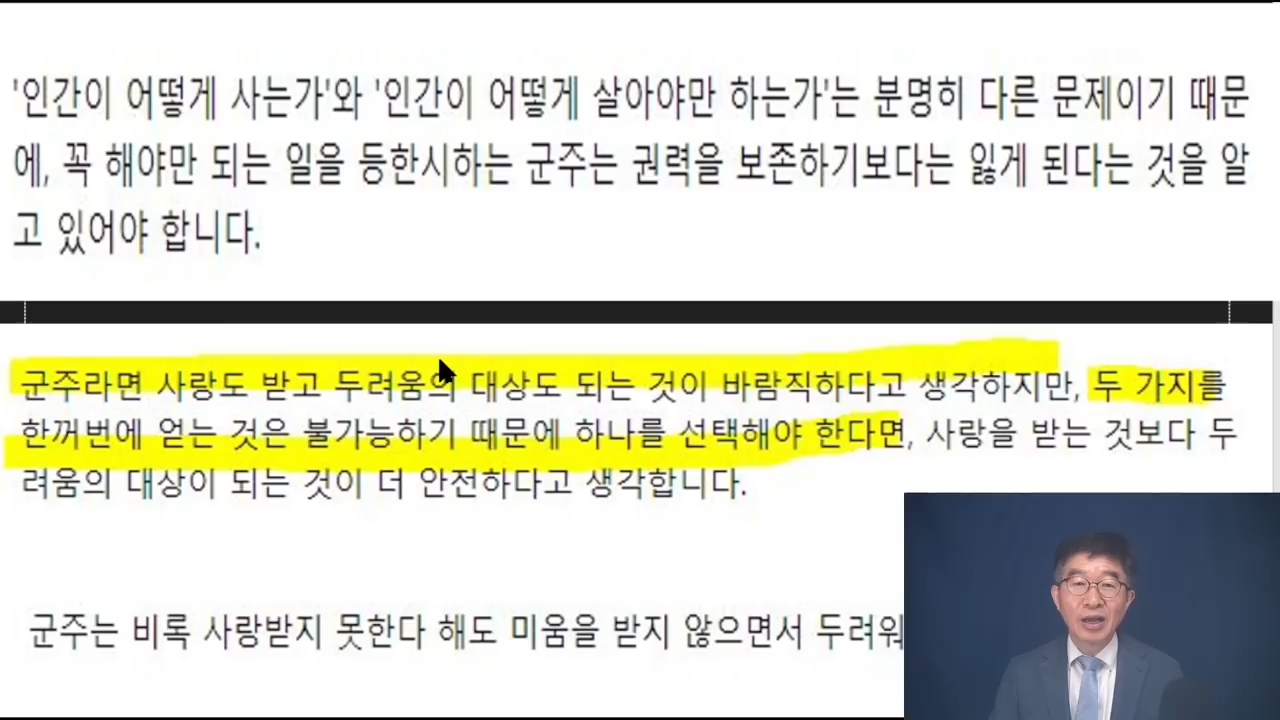 '인간이 어떻게 사는가'와 '인간이 어떻게 살아야만 하는가'는 분명히 다른 문제이기 때문
에, 꼭 해야만 되는 일을 등한시하는 군주는 권력을 보존하기보다는 잃게 된다는 것을 알
고 있어야 합니다.
군주라면 사랑도 받고 두려움의 대상도 되는 것이 바람직하다고 생각하지만, 두 가지를
한꺼번에 얻는 것은 불가능하기 때문에 하나를 선택해야 한다면, 사랑을 받는 것보다 두
려움의 대상이 되는 것이 더 안전하다고 생각합니다.
군주는 비록 사랑받지 못한다 해도 미움을 받지 않으면서 두려워